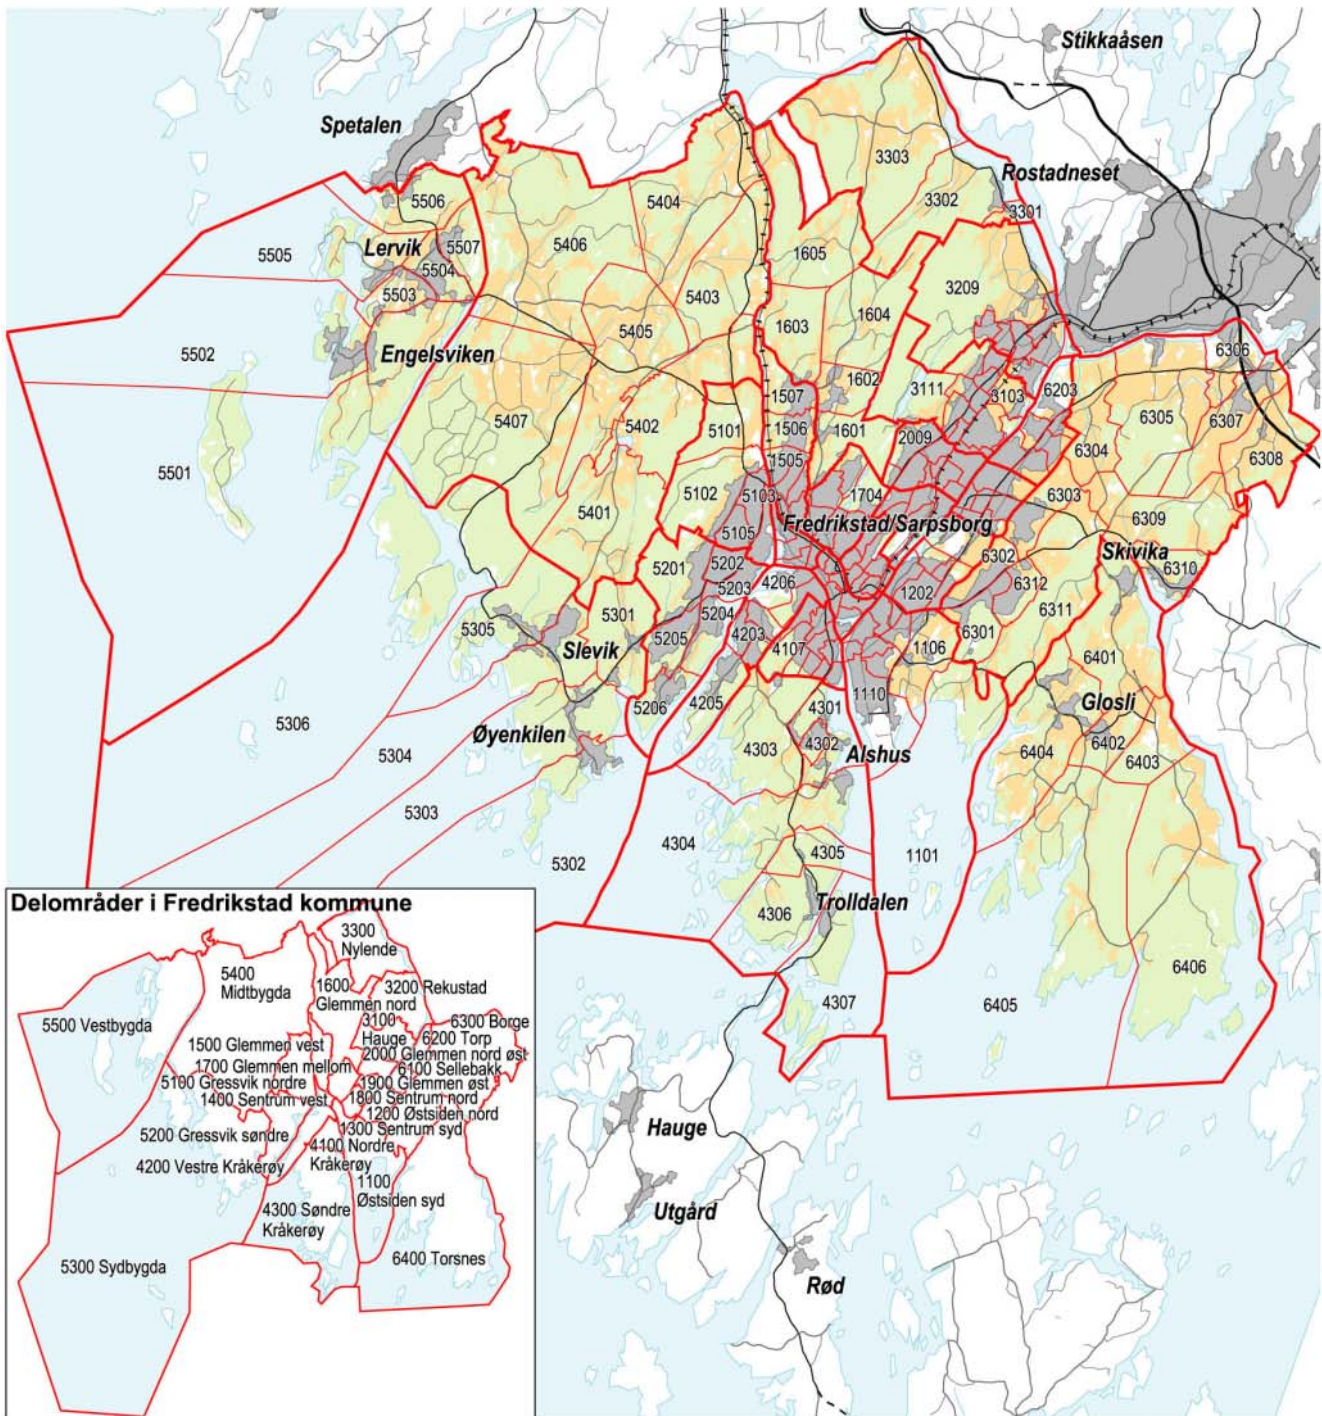 Stikkaåsen
Spetalen
3303
Rostadneset
5506
5404
3302
3301
5505
Lervik
5507
5406
1605
5504
5503
5403
3209
5502
Engelsviken
5405
1603
1604
6306
1507
1602
3111
3103
6203
6305
6307
5407
5402
5101
1506
1601
2009
6304
6308
5501
1505
5102
5103
1704
6303
5401
5105
Fredrikstad/Sarpsborg
6309
5202
6302
Skivika
5201
5203
4206
1202
6312
6310
5305
5301
5204
4203
6311
Slevik
5205
4107
1106
6301
6401
5306
Øyenkilen
5206
4205
4301
1110
Glosli
5304
4303
4302
Alshus
6404
6402
6403
5303
5302
4304
4305
1101
4306
Trolldalen
6406
4307
6405
Hauge
Utgård
Rød
Delområder i Fredrikstad kommune
3300
Nylende
5400
Midtbygda
1600
Glemmen nord
3200 Rekustad
5500 Vestbygda
3100
Hauge
6300 Borge
1500 Glemmen vest
6200 Torp
2000 Glemmen nord øst
1700 Glemmen mellom
6100 Sellebakk
5100 Gressvik nordre
1900 Glemmen øst
1400 Sentrum vest
1800 Sentrum nord
1200 Østsiden nord
5200 Gressvik søndre
1300 Sentrum syd
4100 Nordre
Kråkerøy
4200 Vestre Kråkerøy
1100
Østsiden syd
4300 Søndre
Kråkerøy
5300 Sydbygda
6400 Torsnes